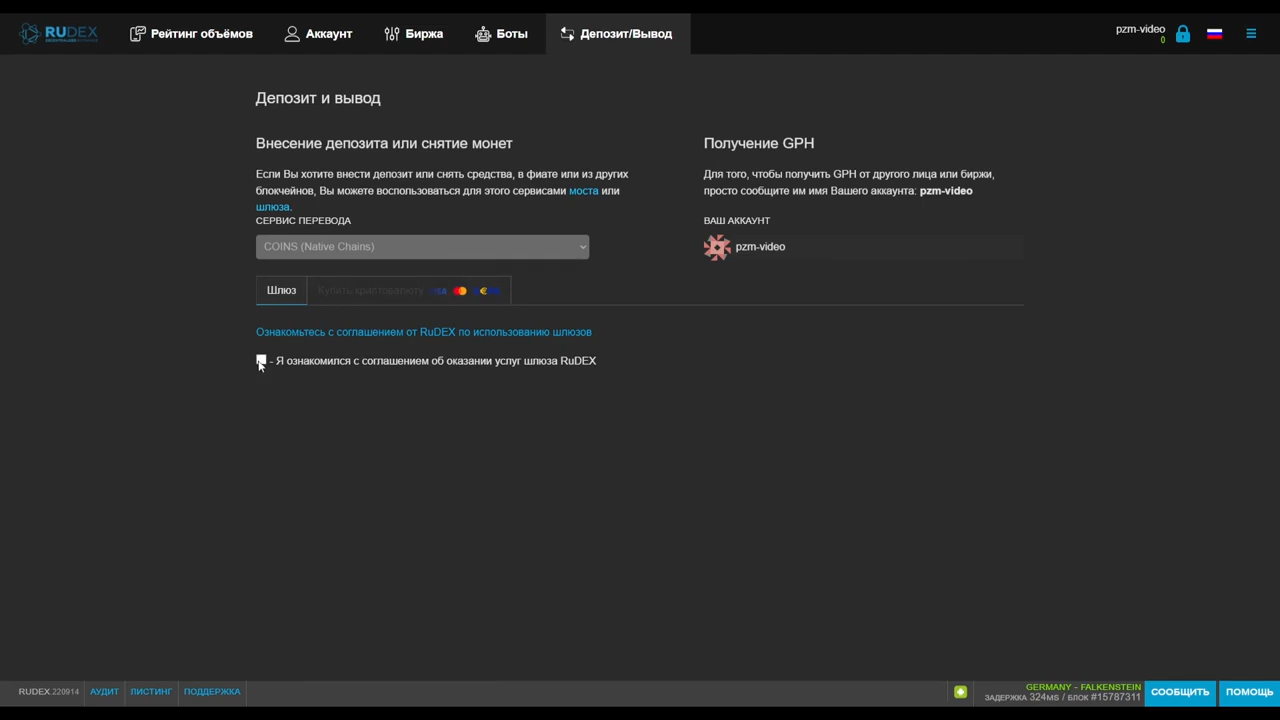 RUDEX
Рейтинг объёмов
Аккаунт
Биржа
Боты
Депозит/Вывод
pzm-video
0
Депозит и вывод
Внесение депозита или снятие монет
Если Вы хотите внести депозит или снять средства, в фиате или из других
блокчейнов, Вы можете воспользоваться для этого сервисами моста или
шлюза.
СЕРВИС ПЕРЕВОДА
COINS (Native Chains)
Получение GPH
Для того, чтобы получить GPH от другого лица или биржи,
просто сообщите им имя Вашего аккаунта: pzm-video
ВАШ АККАУНТ
pzm-video
Шлюз
Купить криптовалюту
Ознакомьтесь с соглашением от RuDEX по использованию шлюзов
- Я ознакомился с соглашением об оказании услуг шлюза RuDEX
RUDEX.220914
АУДИТ
ЛИСТИНГ
ПОДДЕРЖКА
GERMANY - FALKENSTEIN
ЗАДЕРЖКА 324MS / БЛОК #15787311
СООБЩИТЬ
ПОМОЩЬ